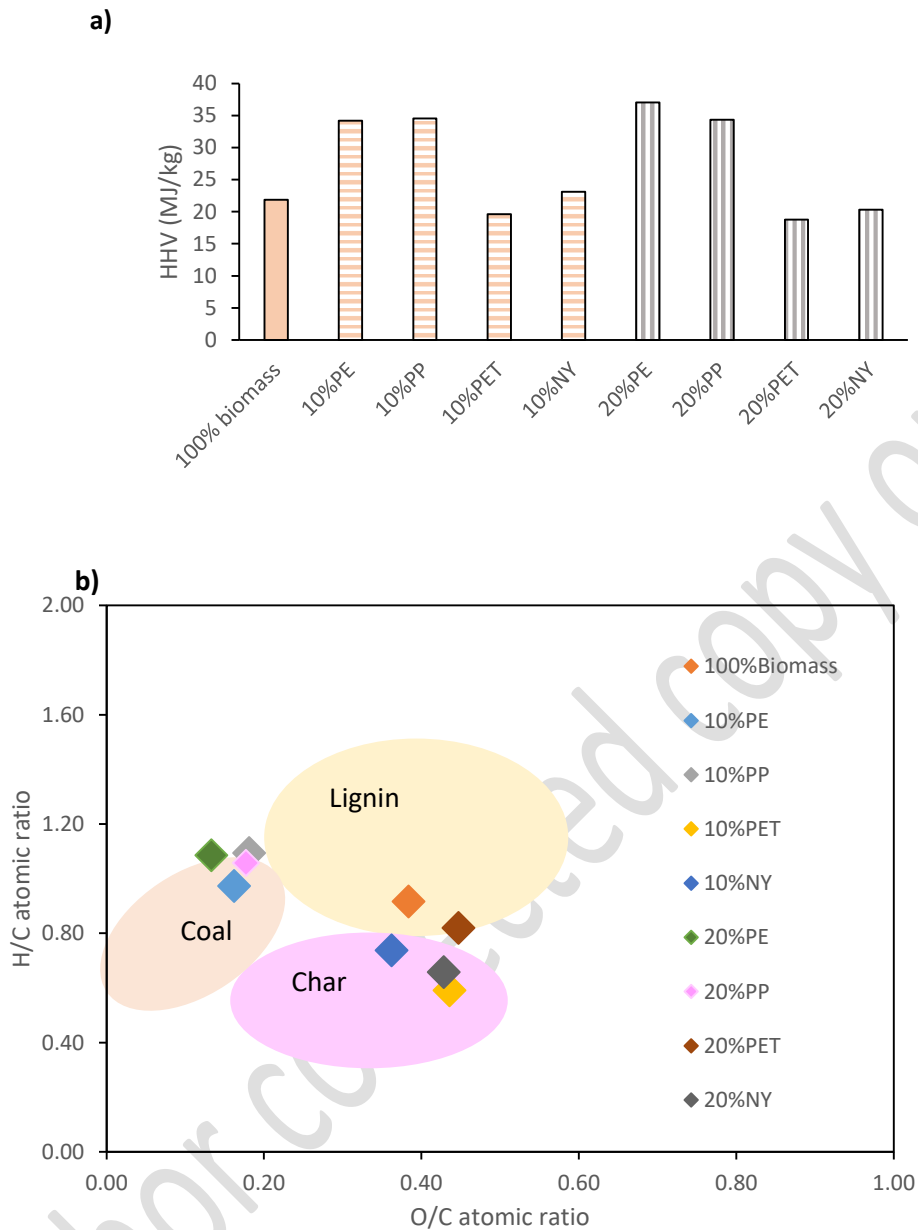 a)
HHV (MJ/kg)
40
35
30
25
20
15
10
5
0
100% biomass
10%PE
10%PP
10%PET
10%NY
20%PE
20%PP
20%PET
20%NY
b)
H/C atomic ratio
2.00
1.60
1.20
0.80
0.40
0.00
Lignin
Coal
Char
100%Biomass
10%PE
10%PP
10%PET
10%NY
20%PE
20%PP
20%PET
20%NY
0.00 0.20 0.40 0.60 0.80 1.00
O/C atomic ratio